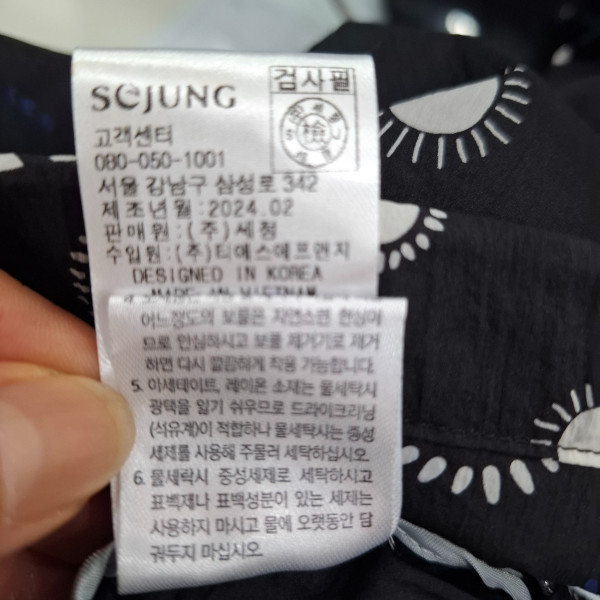 SEJUNG
검사필
檢
고객센터
080-050-1001
서울 강남구 삼성로 342
제조년월:2024.02
판매원:(주)세정
수입원:(주)티에스에프엔지
DESIGNED IN KOREA
MADE IN VIETNAM
어느정도의 보풀은 자연스런 현상이
므로 안심하시고 보풀 제거기로 제거
하면 다시 깔끔하게 착용 가능합니다.
5. 아세테이트, 레이온 소재는 물세탁시
광택을 잃기 쉬우므로 드라이크리닝
(석유계)이 적합하나 물세탁시는 중성
세제를 사용해 주물러 세탁하십시오.
6. 물세탁시 중성세제로 세탁하시고
표벡제나 표백성분이 있는 세제는
사용하지 마시고 물에 오랫동안 담
궈두지 마십시오